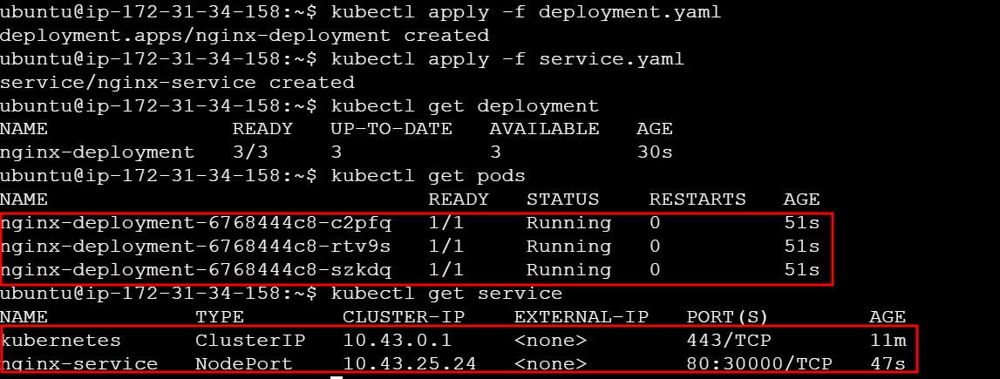 ubuntu@ip-172-31-34-158:~$ kubectl apply -f deployment.yaml
deployment.apps/nginx-deployment created
ubuntu@ip-172-31-34-158:~$ kubectl apply -f service.yaml
service/nginx-service created
ubuntu@ip-172-31-34-158:~$ kubectl get deployment
NAME               READY   UP-TO-DATE   AVAILABLE   AGE
nginx-deployment   3/3     3            3           30s
ubuntu@ip-172-31-34-158:~$ kubectl get pods
NAME                                READY   STATUS    RESTARTS   AGE
nginx-deployment-6768444c8-c2pfq   1/1     Running   0          51s
nginx-deployment-6768444c8-rtv9s   1/1     Running   0          51s
nginx-deployment-6768444c8-szkdq   1/1     Running   0          51s
ubuntu@ip-172-31-34-158:~$ kubectl get service
NAME            TYPE        CLUSTER-IP    EXTERNAL-IP   PORT(S)        AGE
kubernetes      ClusterIP   10.43.0.1     <none>        443/TCP        11m
nginx-service   NodePort    10.43.25.24   <none>        80:30000/TCP   47s